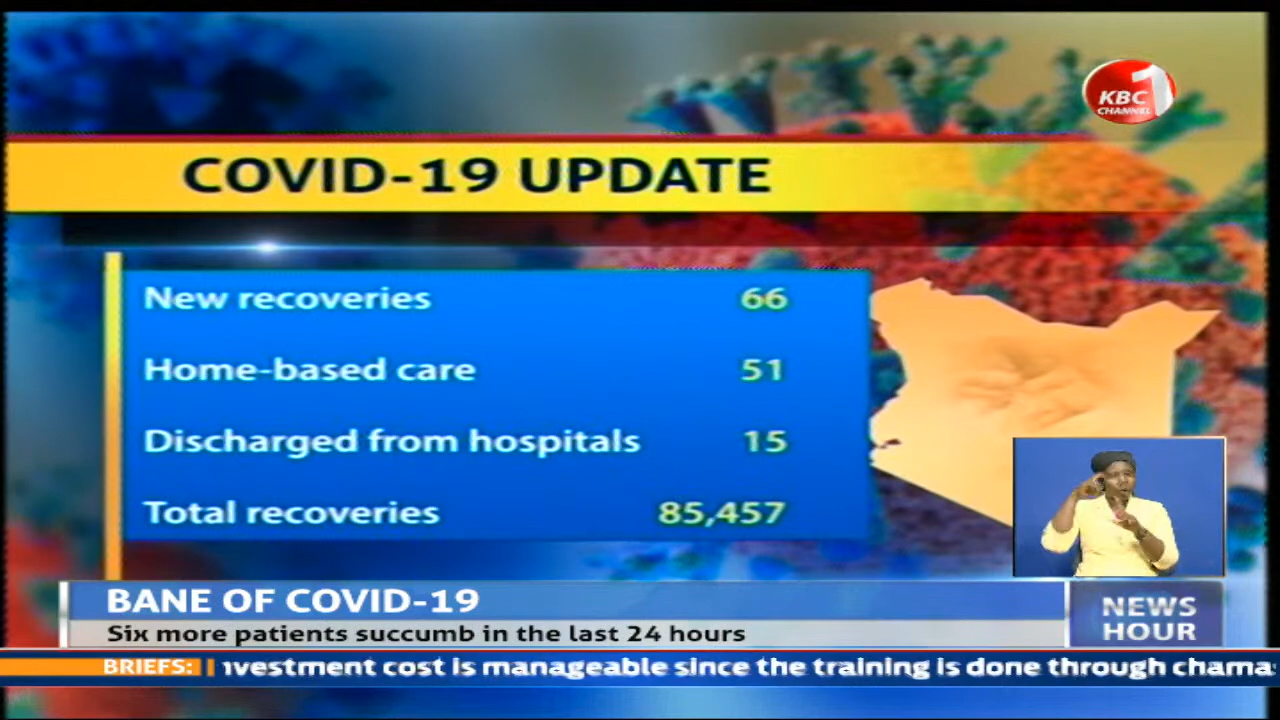 KBC 1
CHANNEL
COVID-19 UPDATE
New recoveries 66
Home-based care 51
Discharged from hospitals 15
Total recoveries 85,457
BANE OF COVID-19
Six more patients succumb in the last 24 hours
NEWS
HOUR
BRIEFS: cost is manageable since the training is done through chama